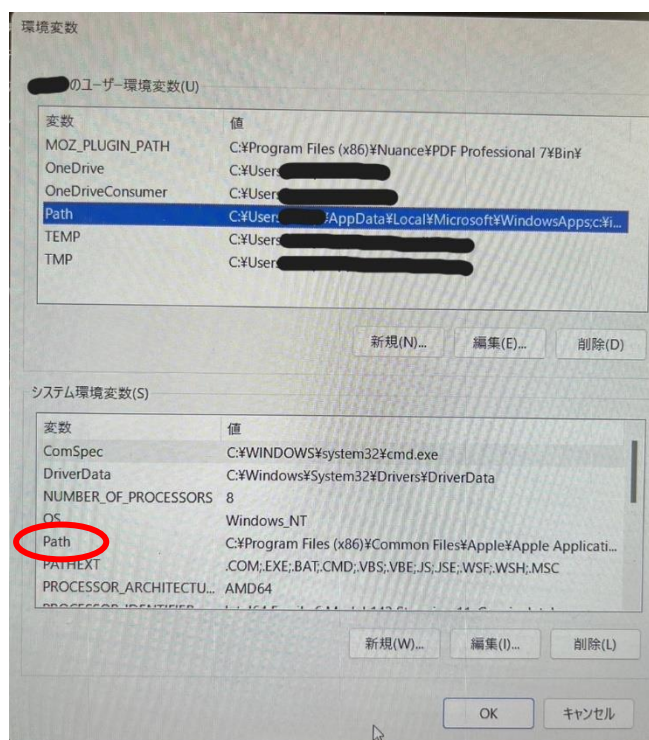 環境変数
のユーザー環境変数(U)
変数 値
MOZ_PLUGIN_PATH C:¥Program Files (x86)¥Nuance¥PDF Professional 7¥Bin¥
OneDrive C:¥Users
OneDriveConsumer C:¥Users
Path C:¥User ¥AppData¥Local¥Microsoft¥WindowsApps;c:¥i...
TEMP C:¥Users
TMP C:¥Users
新規(N)... 編集(E)... 削除(D)
システム環境変数(S)
変数 値
ComSpec C:¥WINDOWS¥system32¥cmd.exe
DriverData C:¥Windows¥System32¥Drivers¥DriverData
NUMBER_OF_PROCESSORS 8
OS Windows_NT
Path C:¥Program Files (x86)¥Common Files¥Apple¥Apple Applicati...
PATHEXT .COM;.EXE;.BAT;.CMD;.VBS;.VBE;.JS;.JSE;.WSF;.WSH;.MSC
PROCESSOR_ARCHITECTU... AMD64
新規(W)... 編集(I)... 削除(L)
OK キャンセル